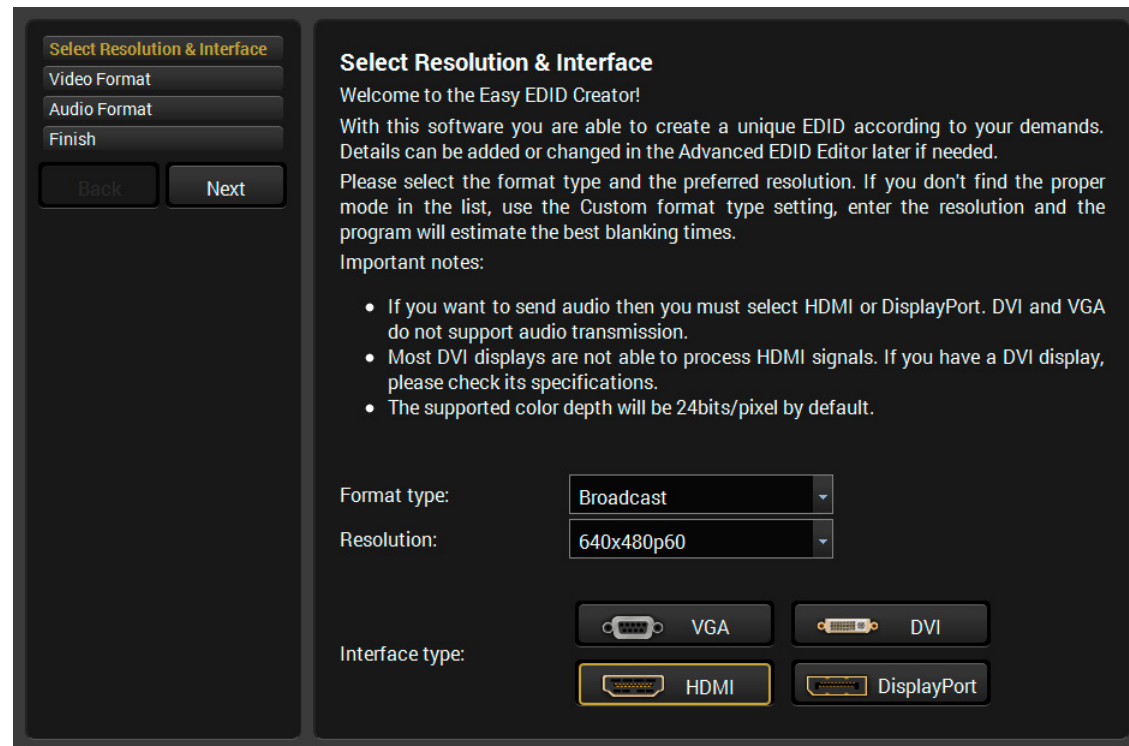 Select Resolution & Interface
Video Format
Audio Format
Finish
Back
Next
Select Resolution & Interface
Welcome to the Easy EDID Creator!
With this software you are able to create a unique EDID according to your demands.
Details can be added or changed in the Advanced EDID Editor later if needed.
Please select the format type and the preferred resolution. If you don't find the proper
mode in the list, use the Custom format type setting, enter the resolution and the
program will estimate the best blanking times.
Important notes:
• If you want to send audio then you must select HDMI or DisplayPort. DVI and VGA
do not support audio transmission.
• Most DVI displays are not able to process HDMI signals. If you have a DVI display,
please check its specifications.
• The supported color depth will be 24bits/pixel by default.
Format type:
Broadcast
Resolution:
640x480p60
Interface type:
VGA
DVI
HDMI
DisplayPort